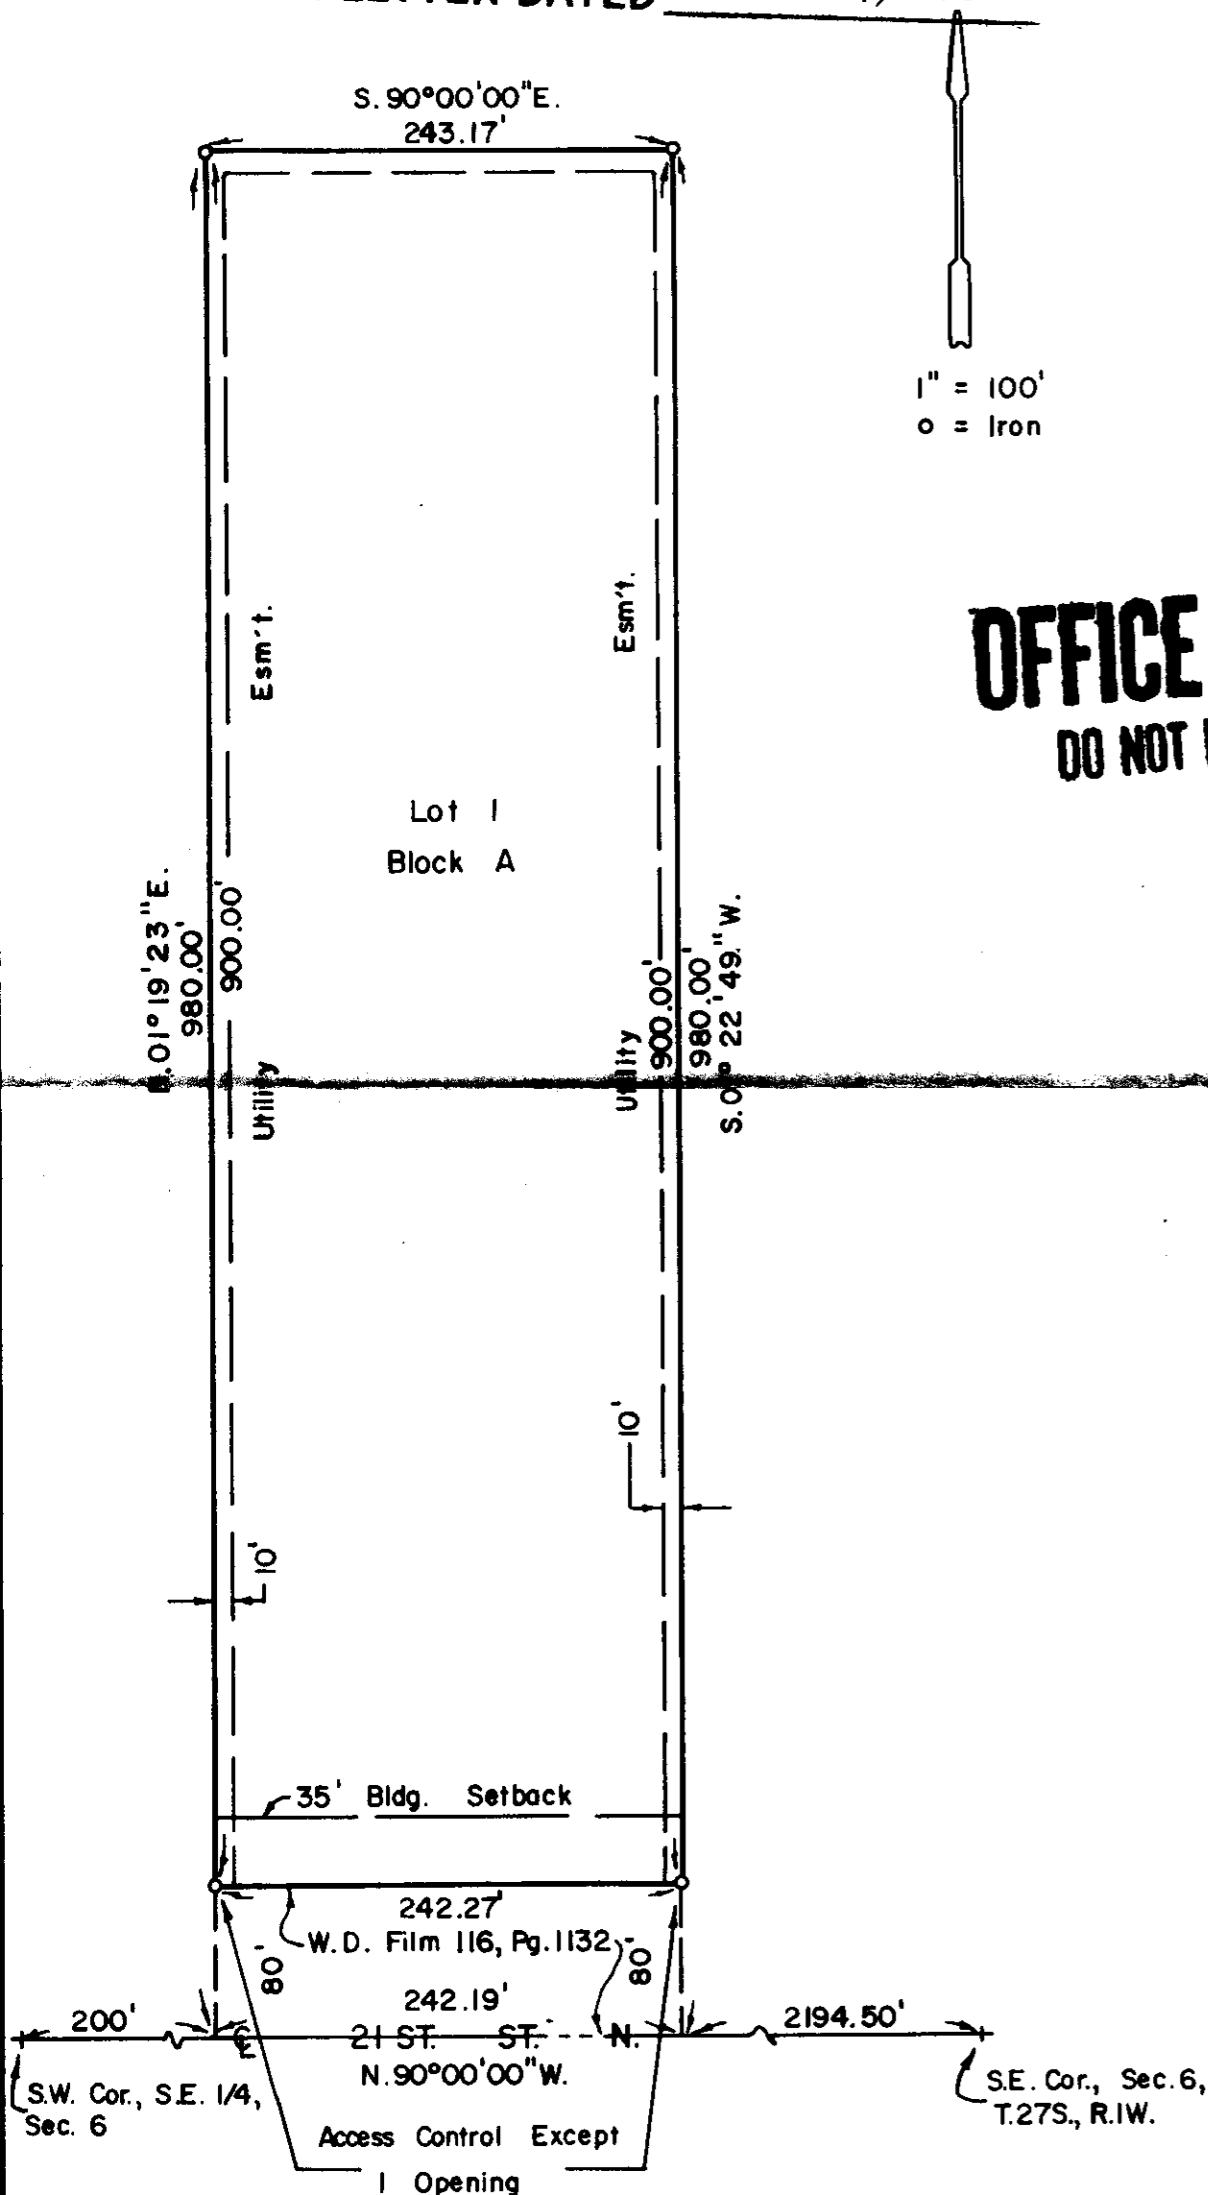 DATED
S. 90°00'00"E.
243.17'
1" = 100'
o = Iron
Esm't.
Esm't.
OFFICE
DO NOT
Lot 1
Block A
01° 19' 23" E.
980.00'
900.00'
900.00'
980.00'
22' 49." W.
Utility
Utility
10'
10'
35' Bldg. Setback
242.27'
W.D. Film 116, Pg. 1132
80'
80'
242.19'
200'
2194.50'
℄ 21 ST. ST. N.
N. 90°00'00" W.
S.W. Cor., S.E. 1/4,
Sec. 6
S.E. Cor., Sec. 6,
T.27S., R.1W.
Access Control Except
1 Opening